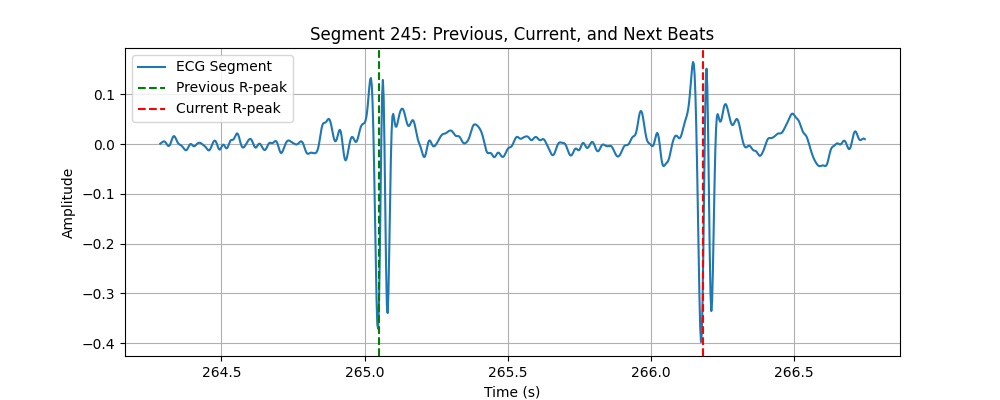 Segment 245: Previous, Current, and Next Beats
ECG Segment
Previous R-peak
Current R-peak
Amplitude
0.1
0.0
−0.1
−0.2
−0.3
−0.4
264.5 265.0 265.5 266.0 266.5
Time (s)